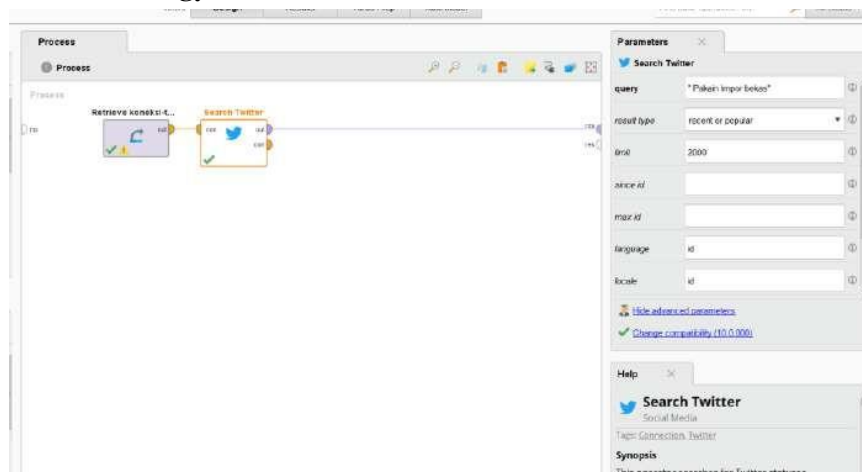 Process
Process
Process
Retrieve koneksi-t...
out
Search Twitter
con
out
con
res
res
Parameters
Search Twitter
query
" Pakain Impor bekas"
result type
recent or popular
limit
2000
since id
max id
language
id
locale
id
Hide advanced parameters
Change compatibility (10.0.000)
Help
Search Twitter
Social Media
Tags: Connection, Twitter
Synopsis